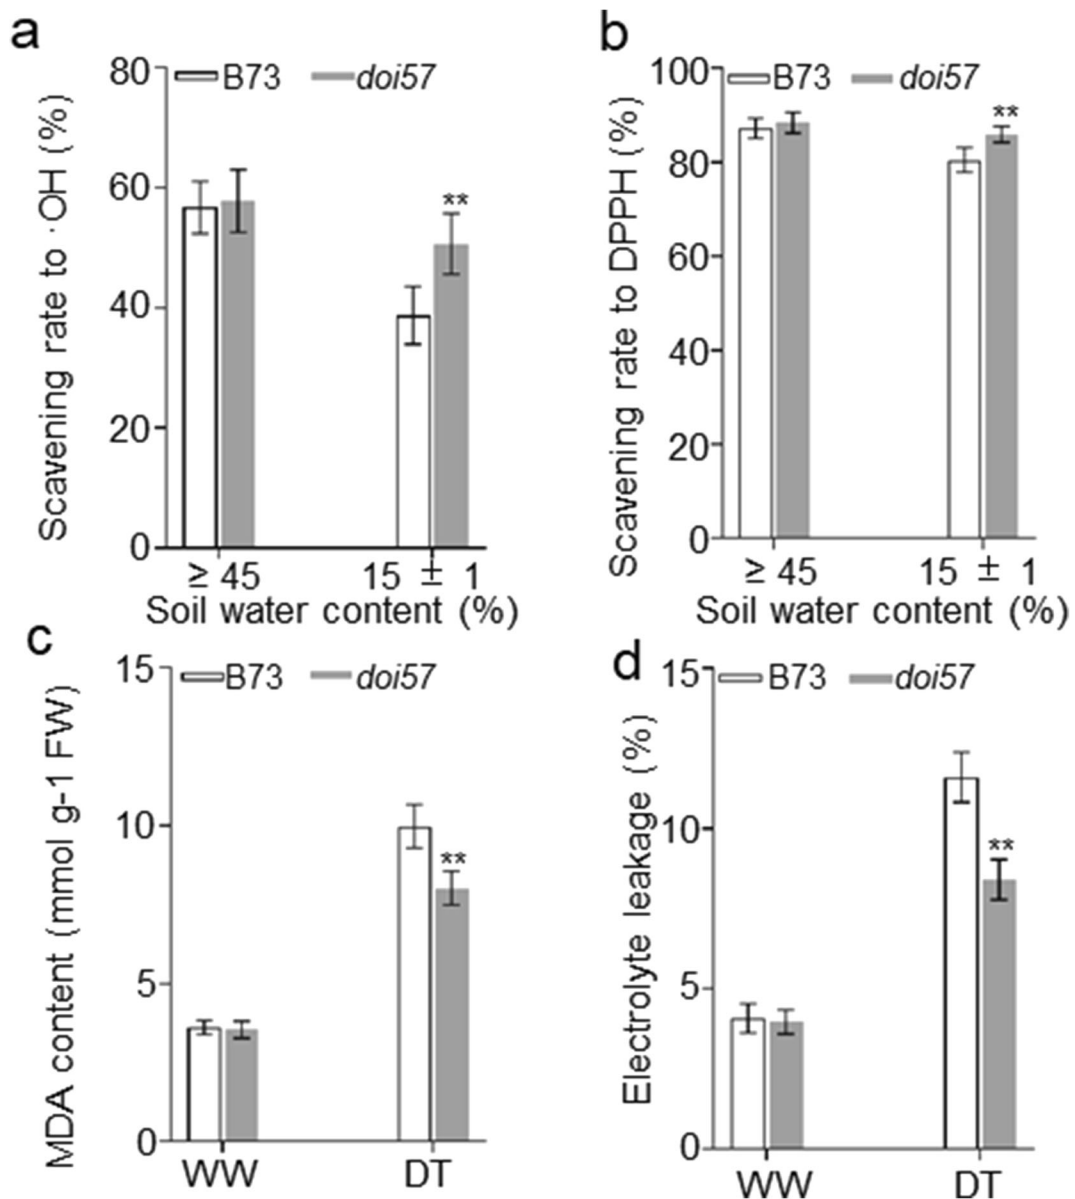 a
Scavening rate to ·OH (%)
80
60
40
20
0
B73 doi57
**
≥ 45 15 ± 1
Soil water content (%)
b
Scavening rate to DPPH (%)
100
80
60
40
20
0
B73 doi57
**
≥ 45 15 ± 1
Soil water content (%)
c
MDA content (mmol g-1 FW)
15
10
5
0
B73 doi57
**
WW DT
d
Electrolyte leakage (%)
15
10
5
0
B73 doi57
**
WW DT